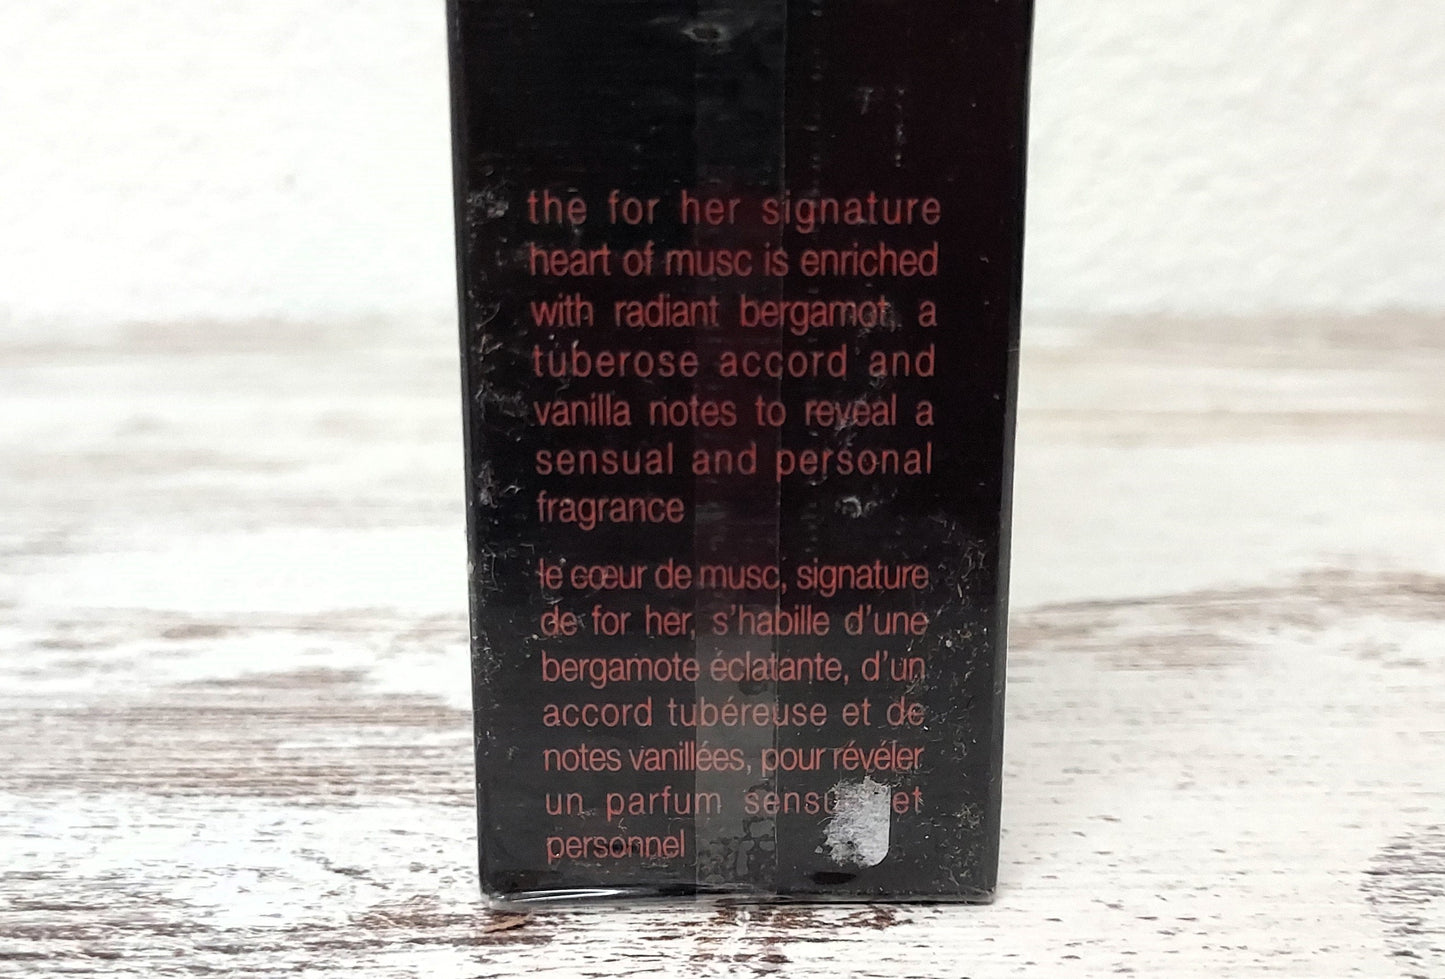 the for her signature
heart of musc is enriched
with radiant bergamot, a
tuberose accord and
vanilla notes to reveal a
sensual and personal
fragrance
le cœur de musc, signature
de for her, s'habille d'une
bergamote éclatante, d'un
accord tubéreuse et de
notes vanillées, pour révéler
un parfum et
personnel